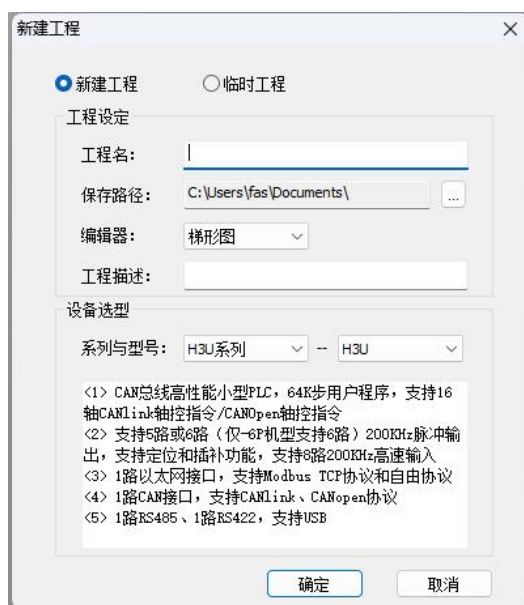 新建工程
新建工程 临时工程
工程设定
工程名：
保存路径： C:\Users\fas\Documents\ ...
编辑器： 梯形图
工程描述：
设备选型
系列与型号： H3U系列 -- H3U
<1> CAN总线高性能小型PLC，64K步用户程序，支持16
轴CANlink轴控指令/CANOpen轴控指令
<2> 支持5路或6路（仅-6P机型支持6路）200KHz脉冲输
出，支持定位和插补功能，支持8路200KHz高速输入
<3> 1路以太网接口，支持Modbus TCP协议和自由协议
<4> 1路CAN接口，支持CANlink、CANopen协议
<5> 1路RS485、1路RS422，支持USB
确定 取消